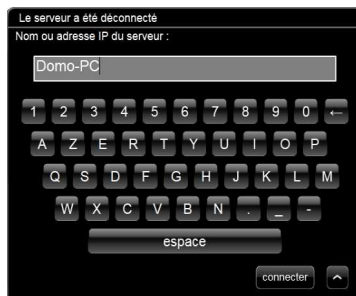 Le serveur a été déconnecté
Nom ou adresse IP du serveur :
Domo-PC
1 2 3 4 5 6 7 8 9 0 ←
A Z E R T Y U I O P
Q S D F G H J K L M
W X C V B N . _ -
espace
connecter ^